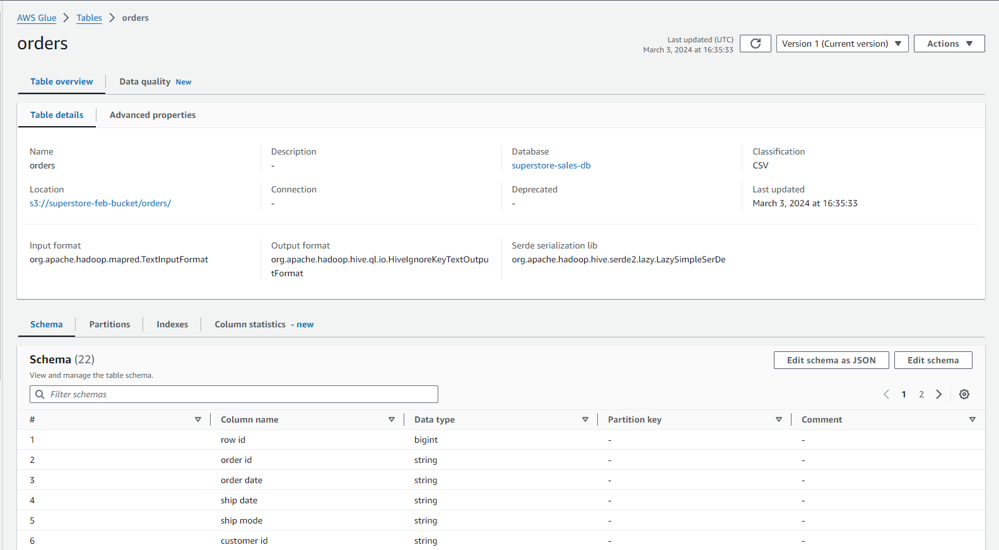 AWS Glue > Tables > orders
orders
Last updated (UTC)
March 3, 2024 at 16:35:33
Version 1 (Current version)
Actions
Table overview
Data quality New
Table details
Advanced properties
Name
orders
Description
-
Database
superstore-sales-db
Classification
CSV
Location
s3://superstore-feb-bucket/orders/
Connection
-
Deprecated
-
Last updated
March 3, 2024 at 16:35:33
Input format
org.apache.hadoop.mapred.TextInputFormat
Output format
org.apache.hadoop.hive.ql.io.HiveIgnoreKeyTextOutpu
tFormat
Serde serialization lib
org.apache.hadoop.hive.serde2.lazy.LazySimpleSerDe
Schema Partitions Indexes Column statistics - new
Schema (22)
View and manage the table schema.
Edit schema as JSON
Edit schema
Filter schemas
1 2
# Column name Data type Partition key Comment
1 row id bigint - -
2 order id string - -
3 order date string - -
4 ship date string - -
5 ship mode string - -
6 customer id string - -